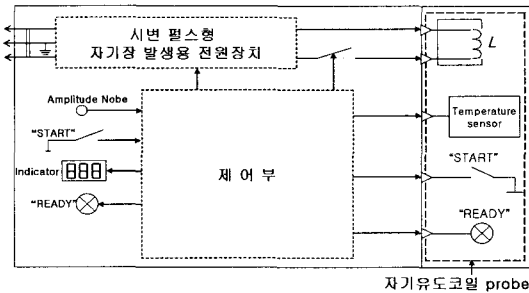 시변 펄스형
자기장 발생용 전원장치
L
Amplitude Nobe
Temperature
sensor
"START"
"START"
Indicator 888
제 어 부
"READY"
"READY"
자기유도코일 probe